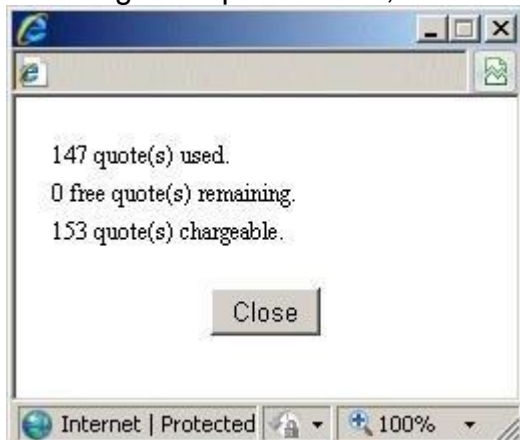 147 quote(s) used.
0 free quote(s) remaining.
153 quote(s) chargeable.
Close
Internet | Protected 100%